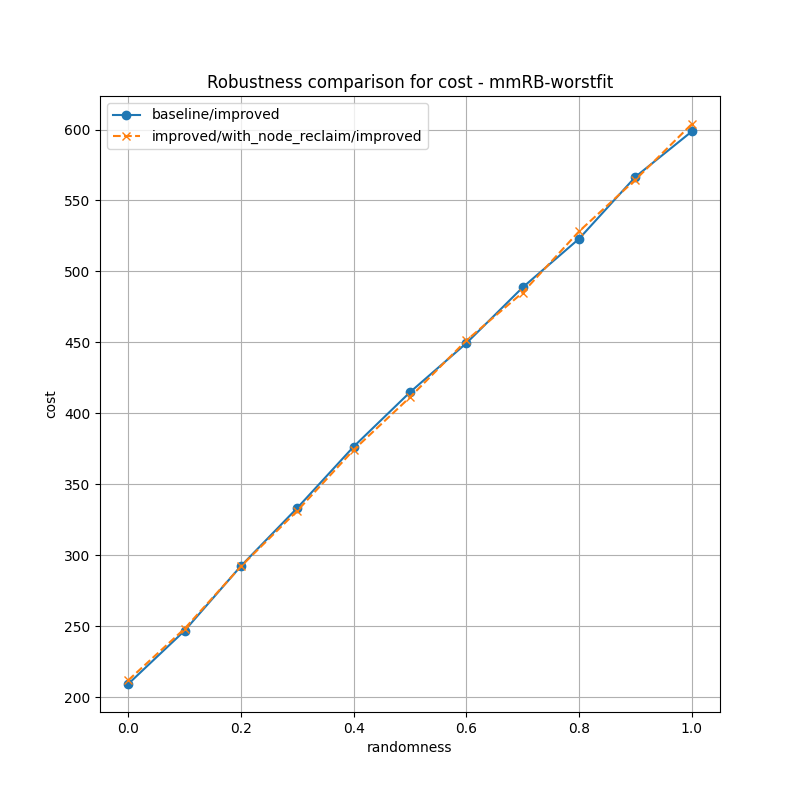 Robustness comparison for cost - mmRB-worstfit
baseline/improved
improved/with_node_reclaim/improved
600
550
500
450
400
350
300
250
200
cost
0.0 0.2 0.4 0.6 0.8 1.0
randomness